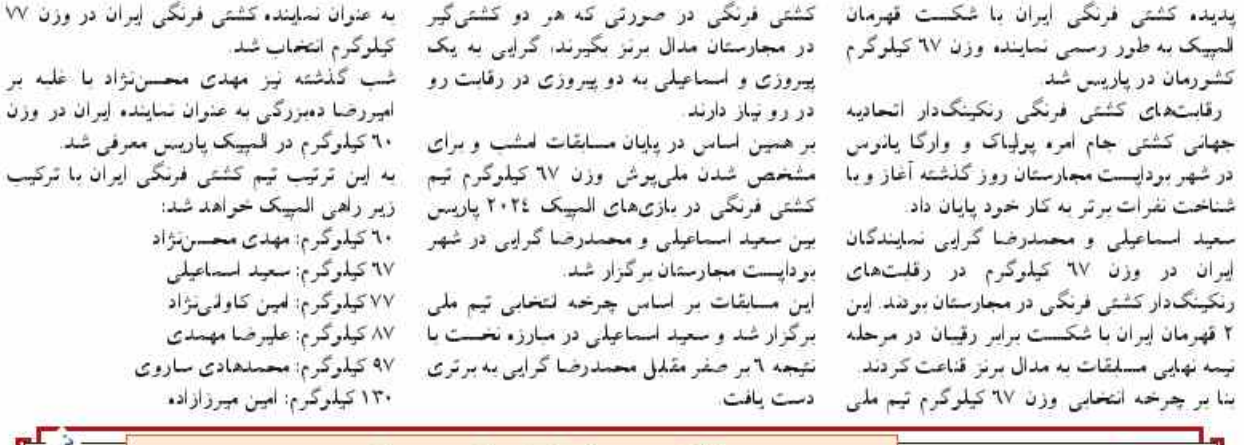 پدیده کشتی فرنگی ایران با شکست قهرمان
المپیک به طور رسمی نماینده وزن ٦٧ کیلوگرم
کشورمان در پاریس شد.
رقابت‌های کشتی فرنگی رنکینگ‌دار اتحادیه
جهانی کشتی جام امره پولیاک و وارگا یانوس
در شهر بوداپست مجارستان روز گذشته آغاز و با
شناخت نفرات برتر به کار خود پایان داد.
سعید اسماعیلی و محمدرضا گرایی نمایندگان
ایران در وزن ٦٧ کیلوگرم در رقابت‌های
رنکینگ‌دار کشتی فرنگی در مجارستان بودند. این
۲ قهرمان ایران با شکست برابر رقیبان در مرحله
نیمه نهایی مسابقات به مدال برنز قناعت کردند.
بنا بر چرخه انتخابی وزن ٦٧ کیلوگرم تیم ملی
کشتی فرنگی در صورتی که هر دو کشتی‌گیر
در مجارستان مدال برنز بگیرند، گرایی به یک
پیروزی و اسماعیلی به دو پیروزی در رقابت رو
در رو نیاز دارند.
بر همین اساس در پایان مسابقات امشب و برای
مشخص شدن ملی‌پوش وزن ٦٧ کیلوگرم تیم
کشتی فرنگی در بازی‌های المپیک ۲۰۲٤ پاریس
بین سعید اسماعیلی و محمدرضا گرایی در شهر
بوداپست مجارستان برگزار شد.
این مسابقات بر اساس چرخه انتخابی تیم ملی
برگزار شد و سعید اسماعیلی در مبارزه نخست با
نتیجه ٦ بر صفر مقابل محمدرضا گرایی به برتری
دست یافت.
به عنوان نماینده کشتی فرنگی ایران در وزن ۷۷
کیلوگرم انتخاب شد.
شب گذشته نیز مهدی محسن‌نژاد با غلبه بر
امیررضا ده‌بزرگی به عنوان نماینده ایران در وزن
٦٠ کیلوگرم در المپیک پاریس معرفی شد.
به این ترتیب تیم کشتی فرنگی ایران با ترکیب
زیر راهی المپیک خواهد شد:
٦٠ کیلوگرم: مهدی محسن‌نژاد
٦٧ کیلوگرم: سعید اسماعیلی
۷۷ کیلوگرم: امین کاویانی‌نژاد
۸۷ کیلوگرم: علیرضا مهمدی
۹۷ کیلوگرم: محمدهادی ساروی
۱۳۰ کیلوگرم: امین میرزازاده